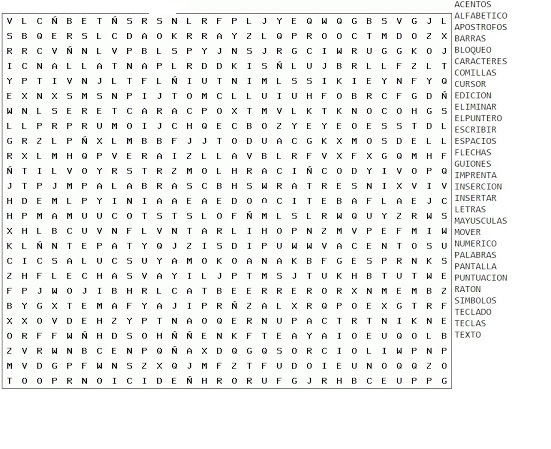 V L C Ñ B E T Ñ S R S N L R F P L J Y E Q W Q G B S V G J L
S B Q E R S L C D A O K R R A Y Z L Q P R O O C T M D O Z X
R R C V Ñ N L V P B L S P Y J N S J R G C I W R U G G K O J
I C N A L L A T N A P L R D D K I S Ñ L U J B R L L F Z L T
Y P T I V N J L T F L Ñ I U T N I M L S S I K I E Y N F Y Q
E X N X S M S N P I J T O M C L L U I U H F O B R C F G D Ñ
W N L S E R E T C A R A C P O X T M V L K T K N O C O H G S
L L P R P R U M O I J C H Q E C B O Z Y E Y E O E S S T D L
G R Z L P Ñ X L M B B F J J T O D U A C G K X M O S D E L L
R X L M H Q P V E R A I Z L L A V B L R F V X F X G Q M H F
Ñ T I L V O Y R S T R Z M O L H R A C I Ñ C O D Y I V O P Q
J T P J M P A L A B R A S C B H S W R A T R E S N I X V I V
H D E M L P Y I N I A A E A E D O A C I T E B A F L A E J C
H P M A M U U C O T S T S L O F Ñ M L S L R W Q U Y Z R W S
X H L B C U V N F L V N T A R L I H O P N Z M V P E F M I W
K L Ñ N T E P A T Y Q J Z I S D I P U W W V A C E N T O S U
C I C S A L U C S U Y A M O K O A N A K B F G E S P R N K S
Z H F L E C H A S V A Y I L J P T M S J T U K H B T U T W E
F P J W O J I B H R L C A T B E E R R E R O R X N M E M B Z
B Y G X T E M A F Y A J I P R Ñ Z A L X R Q P O E X G T R F
X X O V D E H Z Y P T N A O Q E R N U P A C T R T N I K N E
O R F F W Ñ H D S O H Ñ Ñ E N K F T E A Y A I O E U Q O L B
Z V R W N B C E N P Q Ñ A X D Q G Q S O R C I O L I W P N P
M V D G P F W N S Z X Q J M F Z T F U D O I E U N O Q Q Z O
T O O P R N O I C I D E Ñ H R O R U F G J R H B C E U P P G
ACENTOS
ALFABETICO
APOSTROFOS
BARRAS
BLOQUEO
CARACTERES
COMILLAS
CURSOR
EDICION
ELIMINAR
ELPUNTERO
ESCRIBIR
ESPACIOS
FLECHAS
GUIONES
IMPRENTA
INSERCION
INSERTAR
LETRAS
MAYUSCULAS
MOVER
NUMERICO
PALABRAS
PANTALLA
PUNTUACION
RATON
SIMBOLOS
TECLADO
TECLAS
TEXTO